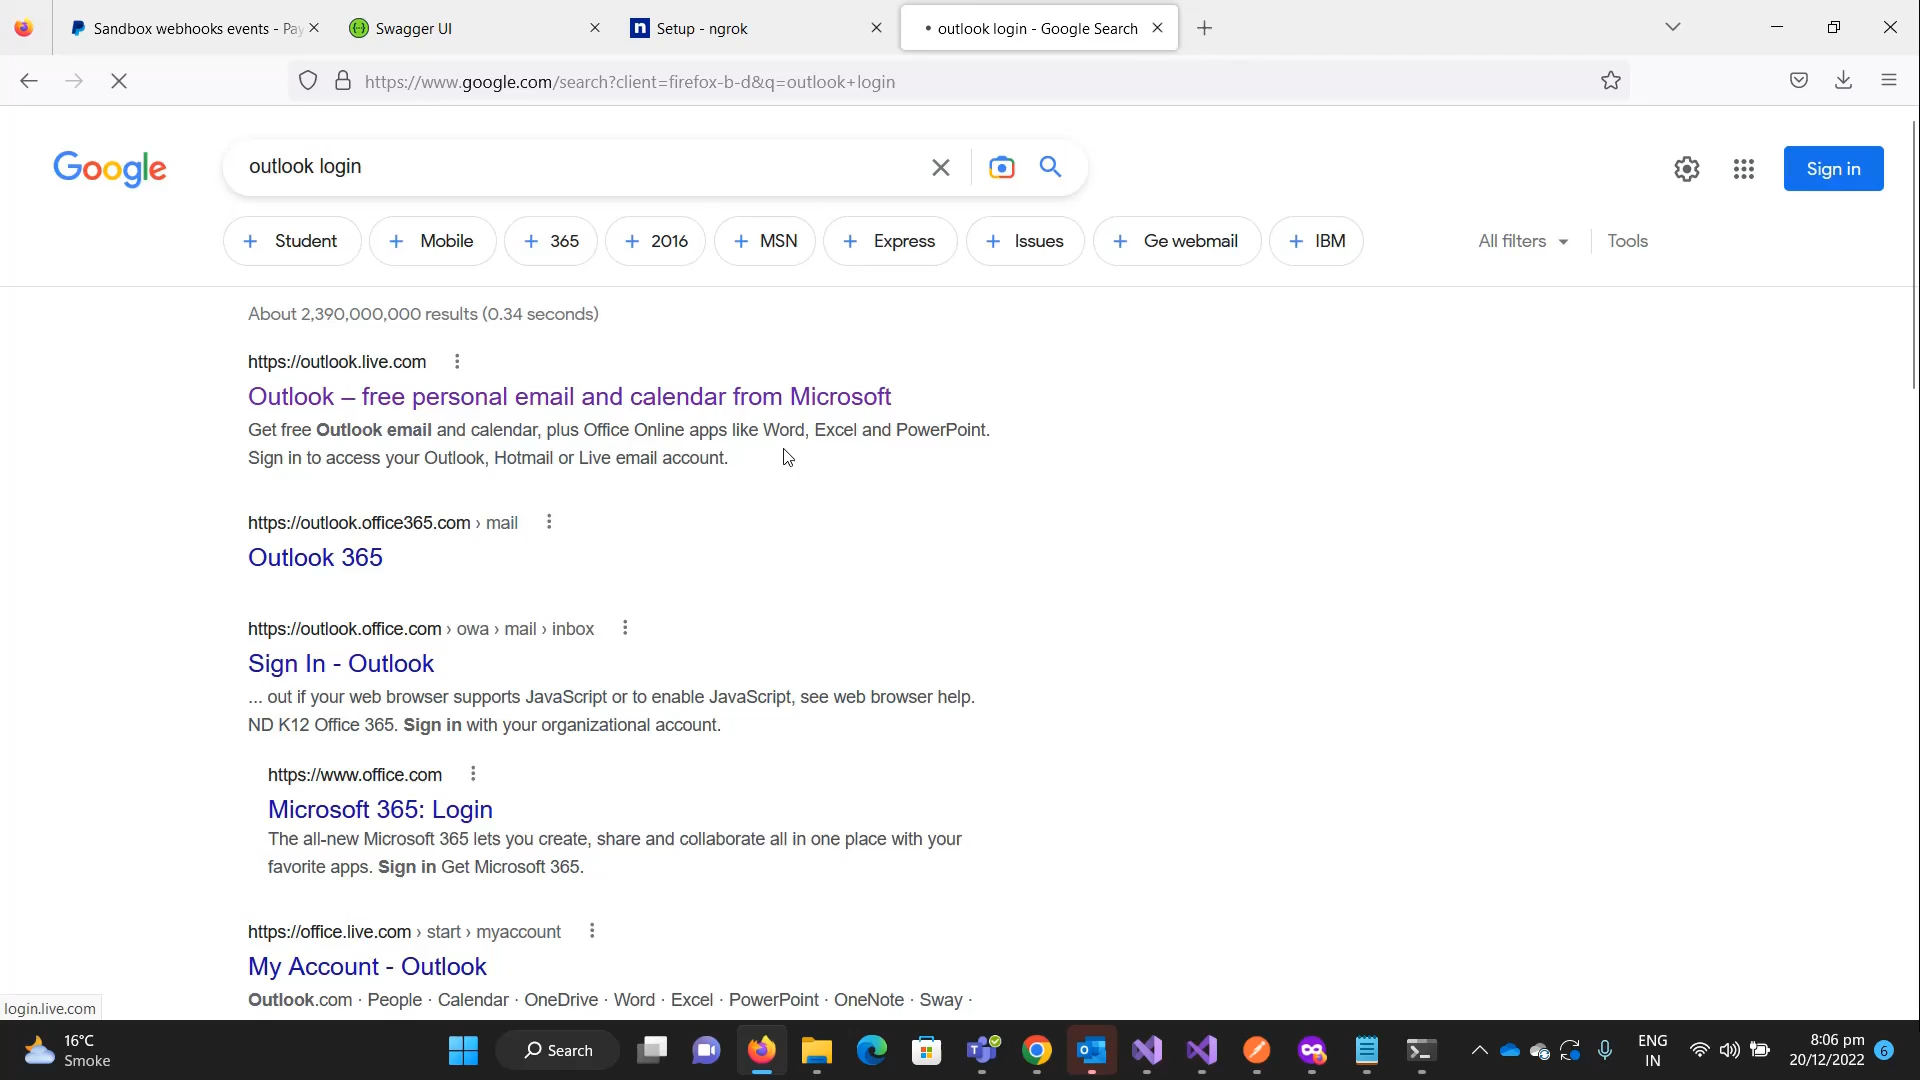 Sandbox webhooks events - Pay
Swagger UI
Setup - ngrok
outlook login - Google Search
https://www.google.com/search?client=firefox-b-d&q=outlook+login
Google
outlook login
Sign in
Student
Mobile
365
2016
MSN
Express
Issues
Ge webmail
IBM
All filters
Tools
About 2,390,000,000 results (0.34 seconds)
https://outlook.live.com
Outlook – free personal email and calendar from Microsoft
Get free Outlook email and calendar, plus Office Online apps like Word, Excel and PowerPoint.
Sign in to access your Outlook, Hotmail or Live email account.
https://outlook.office365.com › mail
Outlook 365
https://outlook.office.com › owa › mail › inbox
Sign In - Outlook
... out if your web browser supports JavaScript or to enable JavaScript, see web browser help.
ND K12 Office 365. Sign in with your organizational account.
https://www.office.com
Microsoft 365: Login
The all-new Microsoft 365 lets you create, share and collaborate all in one place with your
favorite apps. Sign in Get Microsoft 365.
https://office.live.com › start › myaccount
My Account - Outlook
Outlook.com · People · Calendar · OneDrive · Word · Excel · PowerPoint · OneNote · Sway ·
login.live.com
16°C
Smoke
Search
ENG
IN
8:06 pm
20/12/2022
6